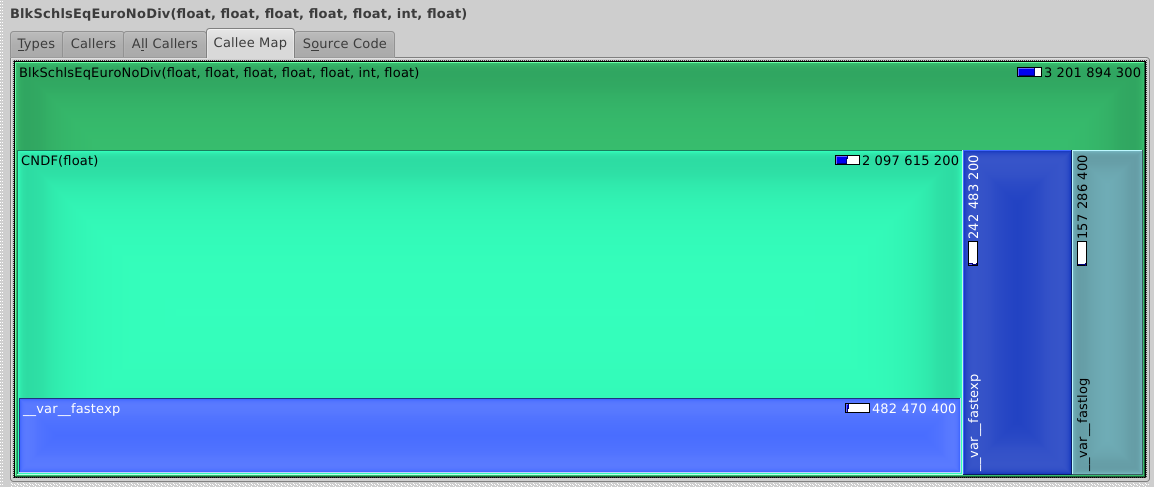 BlkSchlsEqEuroNoDiv(float, float, float, float, float, int, float)
Types Callers All Callers Callee Map Source Code
BlkSchlsEqEuroNoDiv(float, float, float, float, float, int, float) 3 201 894 300
CNDF(float) 2 097 615 200
__var__fastexp 482 470 400
__var__fastexp 242 483 200
__var__fastlog 157 286 400